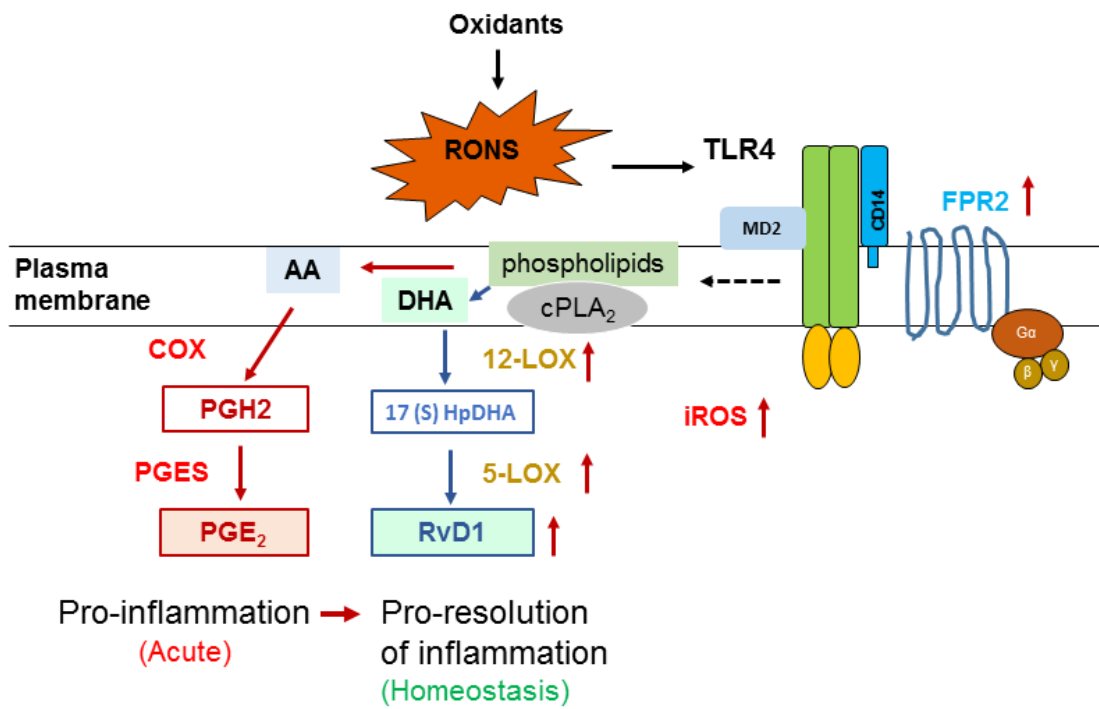 Oxidants
RONS
TLR4
CD14
FPR2
MD2
Plasma
membrane
AA
phospholipids
DHA
cPLA₂
Gα
β
γ
COX
12-LOX
PGH2
17 (S) HpDHA
iROS
PGES
5-LOX
PGE₂
RvD1
Pro-inflammation
(Acute)
Pro-resolution
of inflammation
(Homeostasis)